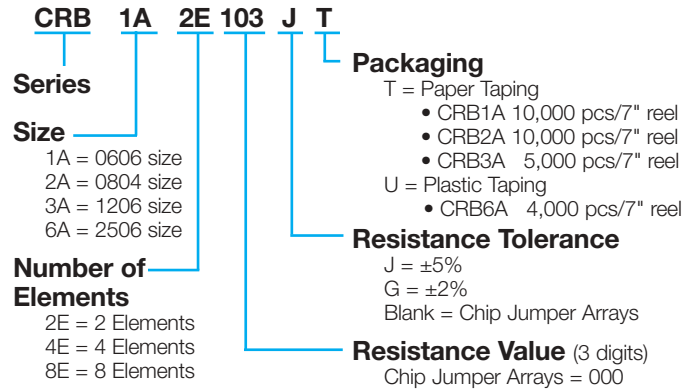 CRB 1A 2E 103 J T
Series
Size
1A = 0606 size
2A = 0804 size
3A = 1206 size
6A = 2506 size
Number of
Elements
2E = 2 Elements
4E = 4 Elements
8E = 8 Elements
Packaging
T = Paper Taping
• CRB1A 10,000 pcs/7" reel
• CRB2A 10,000 pcs/7" reel
• CRB3A 5,000 pcs/7" reel
U = Plastic Taping
• CRB6A 4,000 pcs/7" reel
Resistance Tolerance
J = ±5%
G = ±2%
Blank = Chip Jumper Arrays
Resistance Value (3 digits)
Chip Jumper Arrays = 000